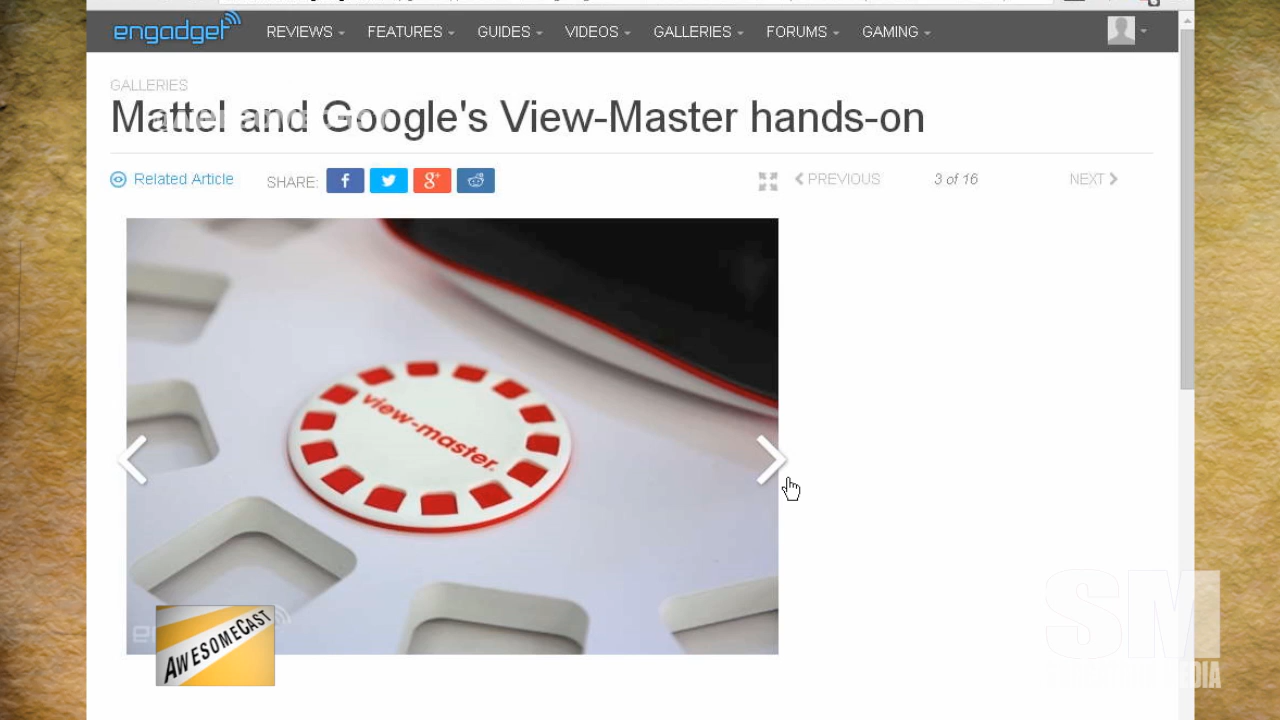 engadget REVIEWS FEATURES GUIDES VIDEOS GALLERIES FORUMS GAMING
GALLERIES
Mattel and Google's View-Master hands-on
Related Article SHARE: f g+ PREVIOUS 3 of 16 NEXT
view-master.
AWESOMECAST
SM